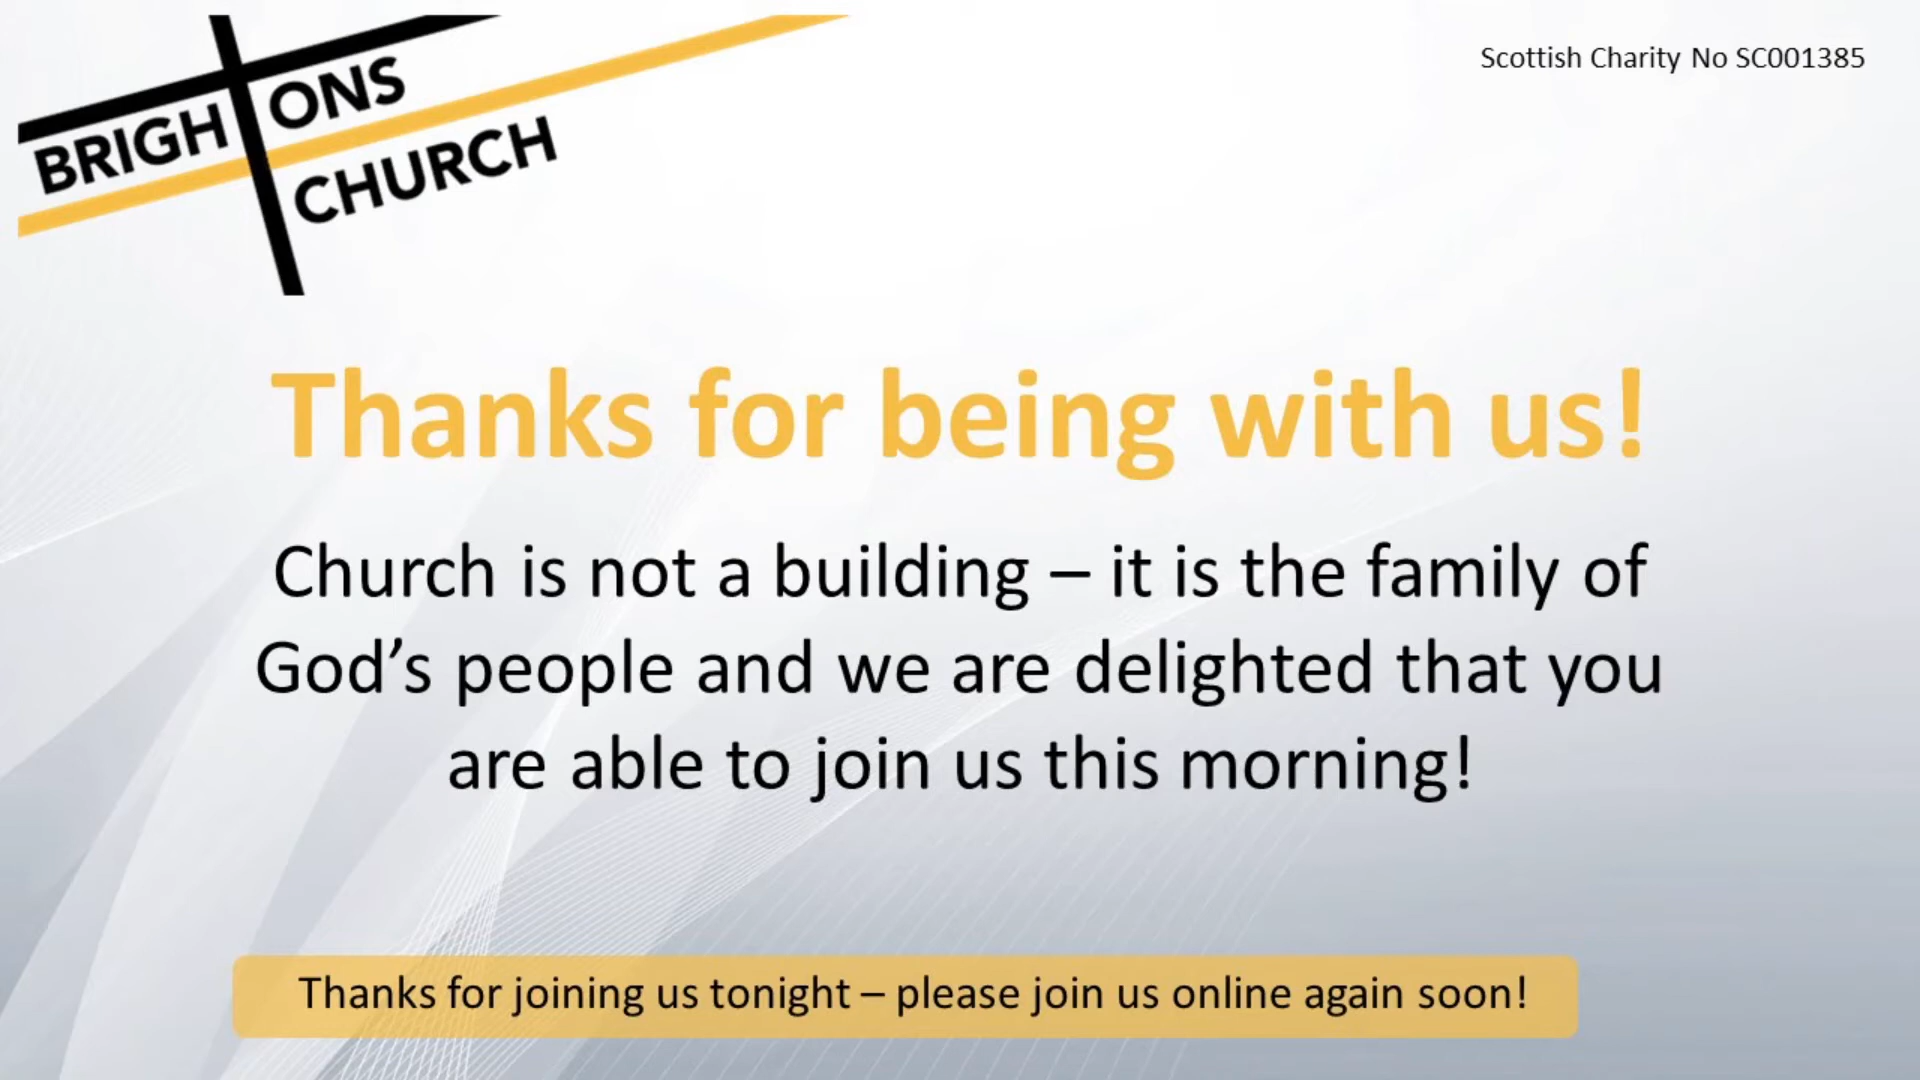 BRIGHTONS
CHURCH
Scottish Charity No SC001385
Thanks for being with us!
Church is not a building – it is the family of
God’s people and we are delighted that you
are able to join us this morning!
Thanks for joining us tonight – please join us online again soon!